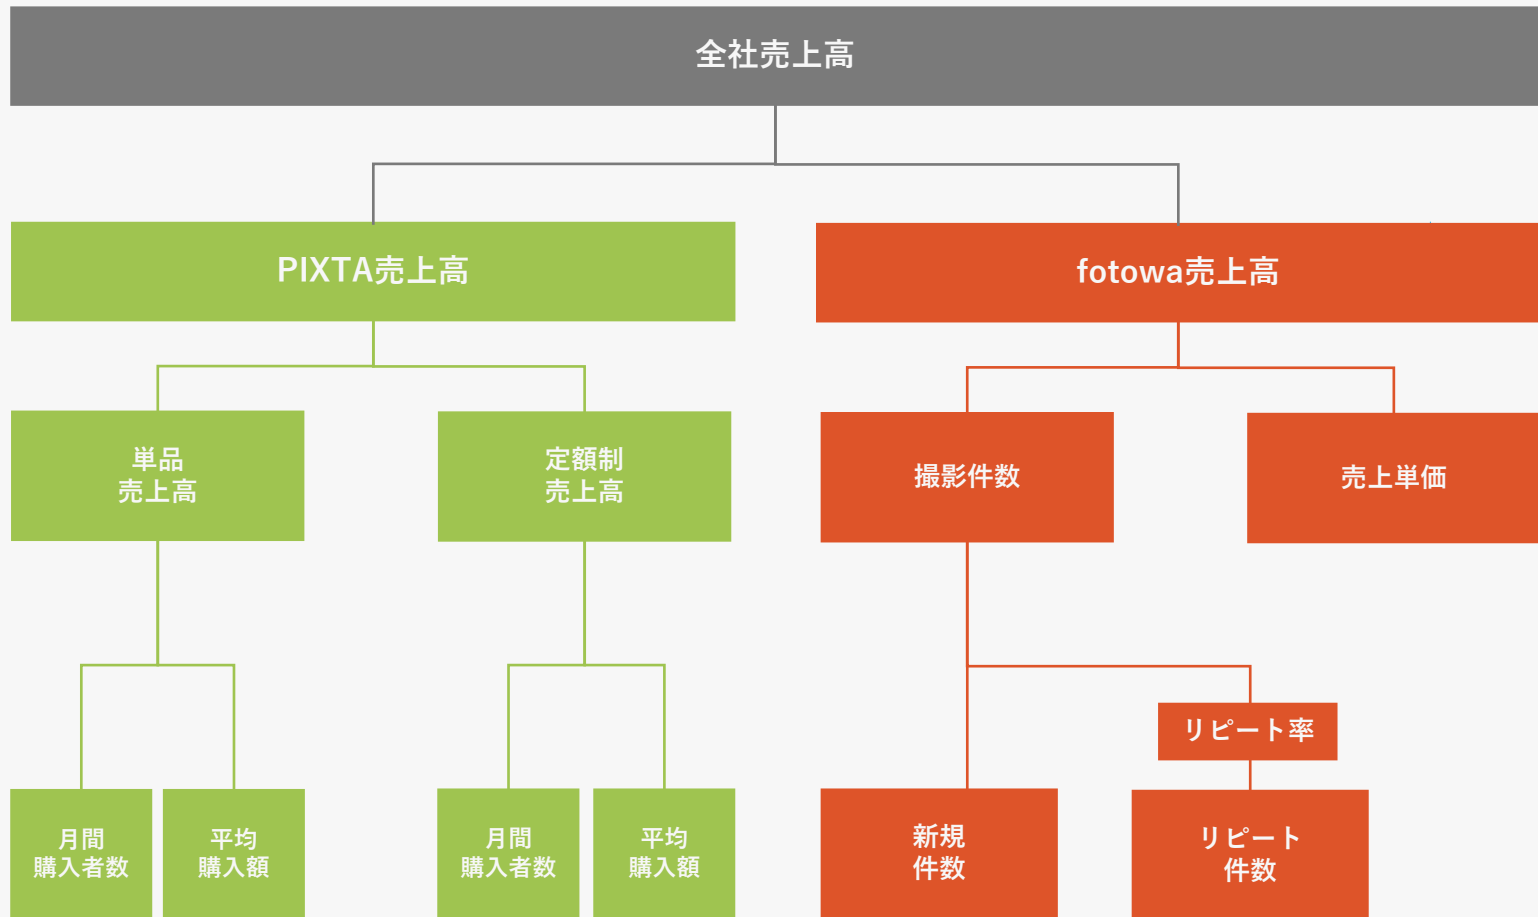 全社売上高
PIXTA売上高
fotowa売上高
単品
売上高
定額制
売上高
撮影件数
売上単価
リピート率
月間
購入者数
平均
購入額
月間
購入者数
平均
購入額
新規
件数
リピート
件数